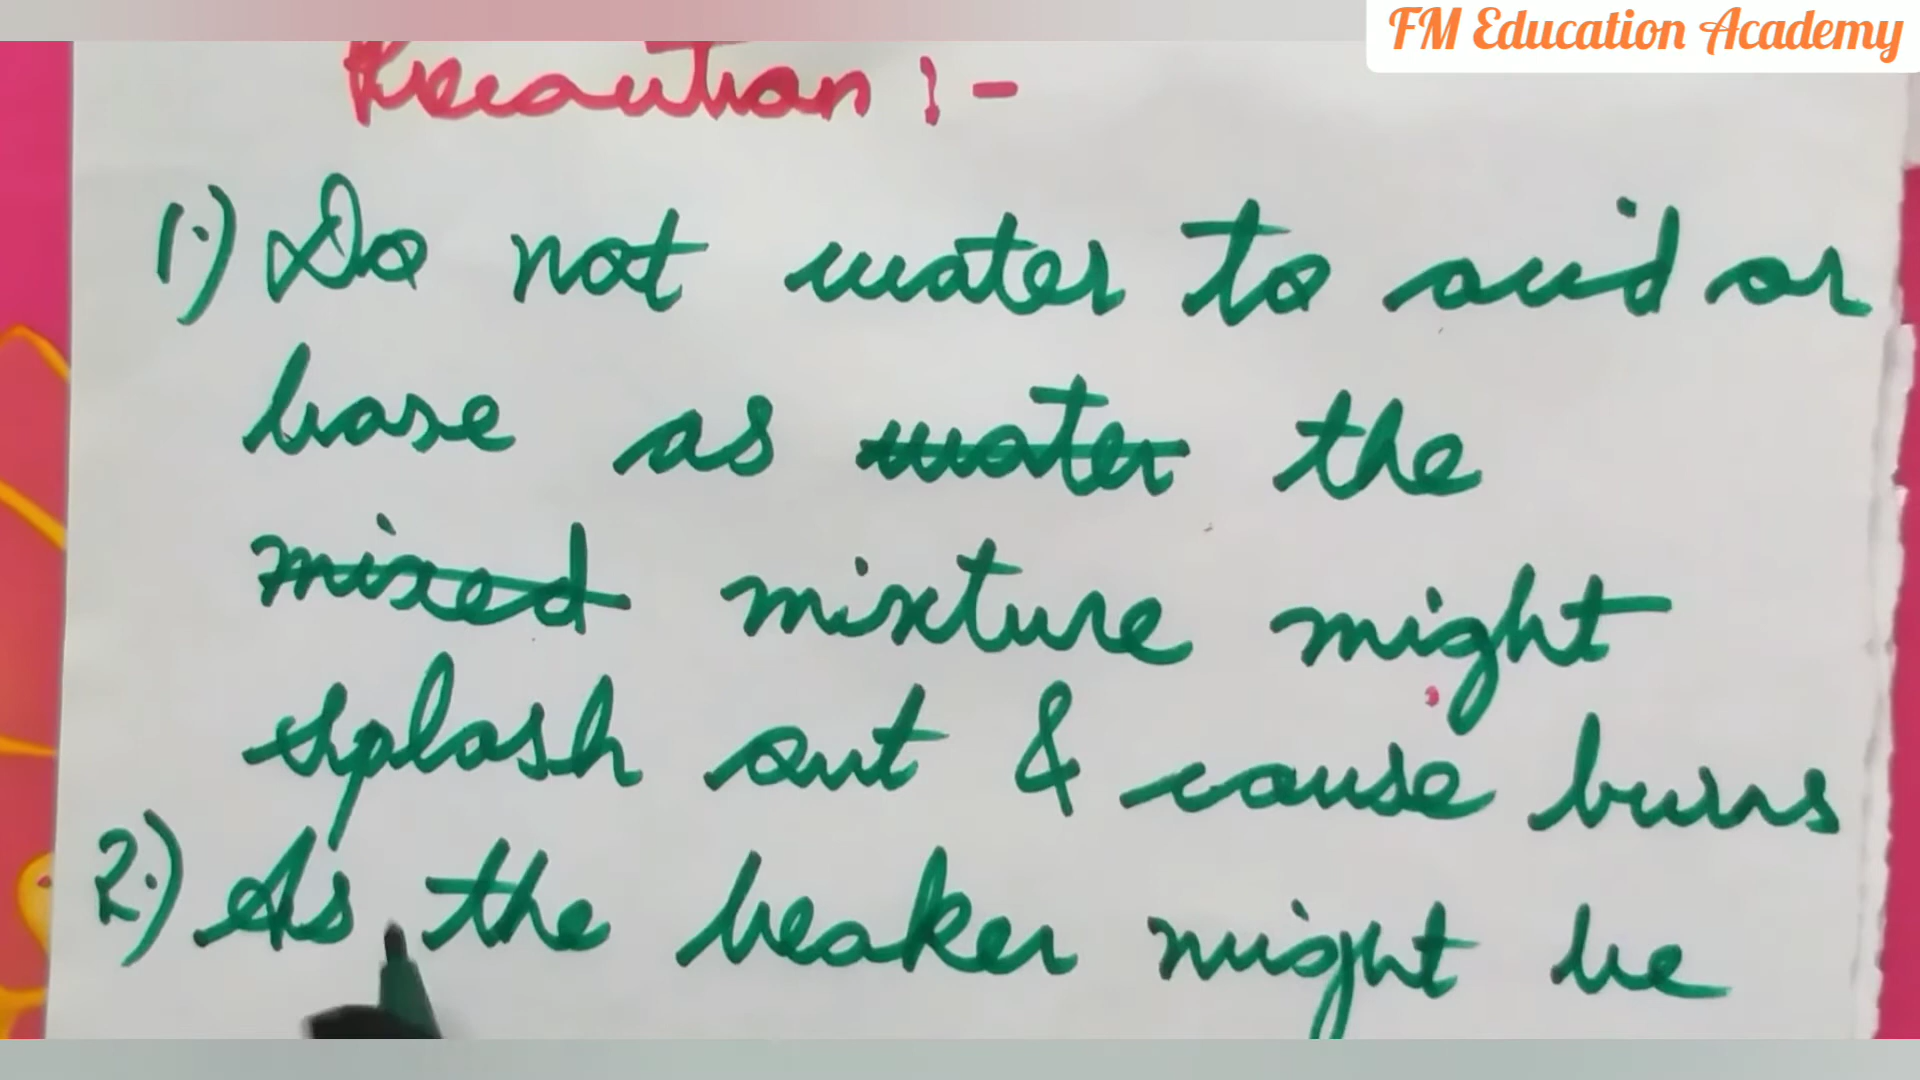 FM Education Academy
Precaution :-
1.) Do not water to acid or
base as water the
mixed mixture might
splash out & cause burns
2.) As the beaker might be